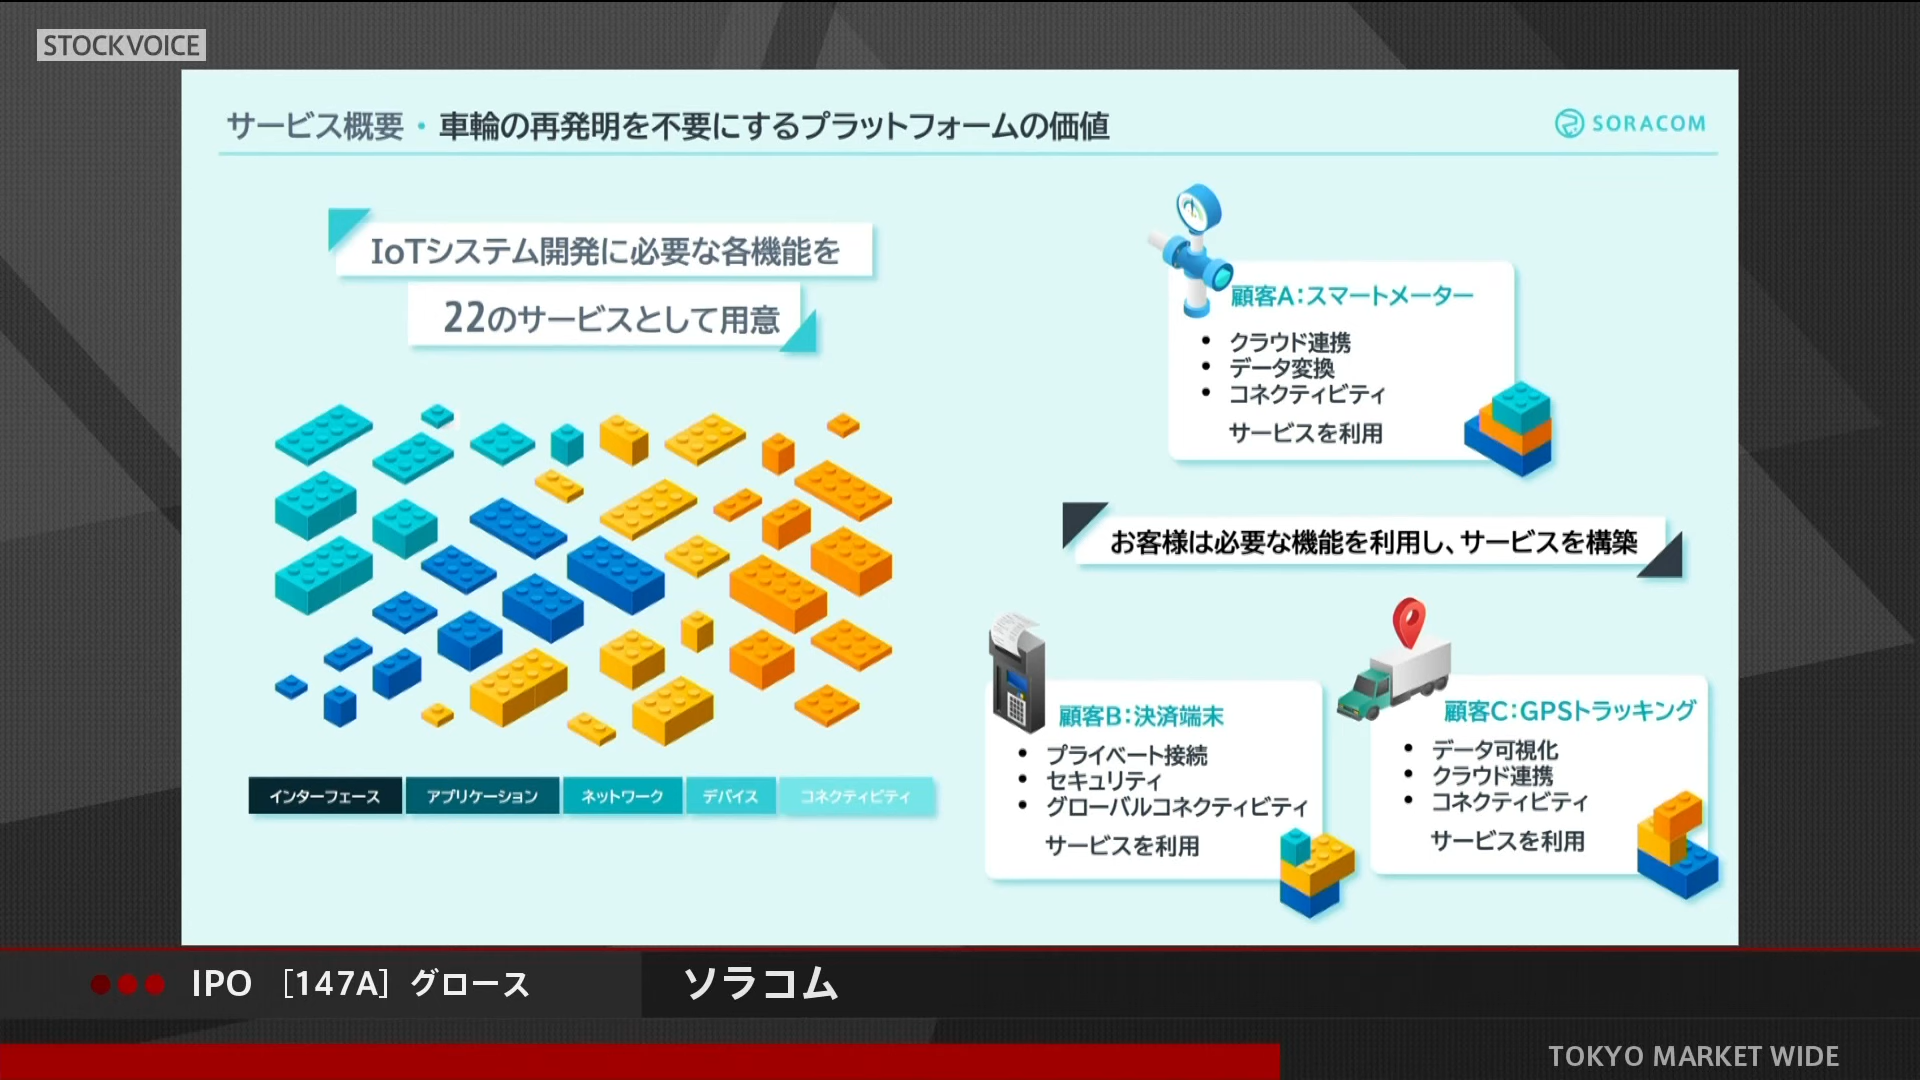 STOCKVOICE
サービス概要・車輪の再発明を不要にするプラットフォームの価値
SORACOM
IoTシステム開発に必要な各機能を
22のサービスとして用意
インターフェース
アプリケーション
ネットワーク
デバイス
コネクティビティ
顧客A：スマートメーター
• クラウド連携
• データ変換
• コネクティビティ
サービスを利用
お客様は必要な機能を利用し、サービスを構築
顧客B：決済端末
• プライベート接続
• セキュリティ
• グローバルコネクティビティ
サービスを利用
顧客C：GPSトラッキング
• データ可視化
• クラウド連携
• コネクティビティ
サービスを利用
IPO ［147A］グロース
ソラコム
TOKYO MARKET WIDE